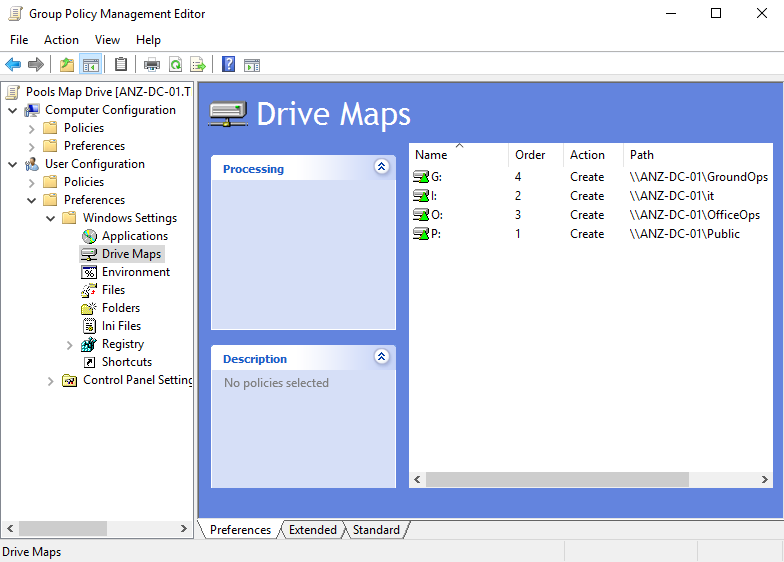 Group Policy Management Editor
File Action View Help
Pools Map Drive [ANZ-DC-01.T
Computer Configuration
Policies
Preferences
User Configuration
Policies
Preferences
Windows Settings
Applications
Drive Maps
Environment
Files
Folders
Ini Files
Registry
Shortcuts
Control Panel Setting
Drive Maps
Processing
Description
No policies selected
Name Order Action Path
G: 4 Create \\ANZ-DC-01\GroundOps
I: 2 Create \\ANZ-DC-01\it
O: 3 Create \\ANZ-DC-01\OfficeOps
P: 1 Create \\ANZ-DC-01\Public
Preferences Extended Standard
Drive Maps